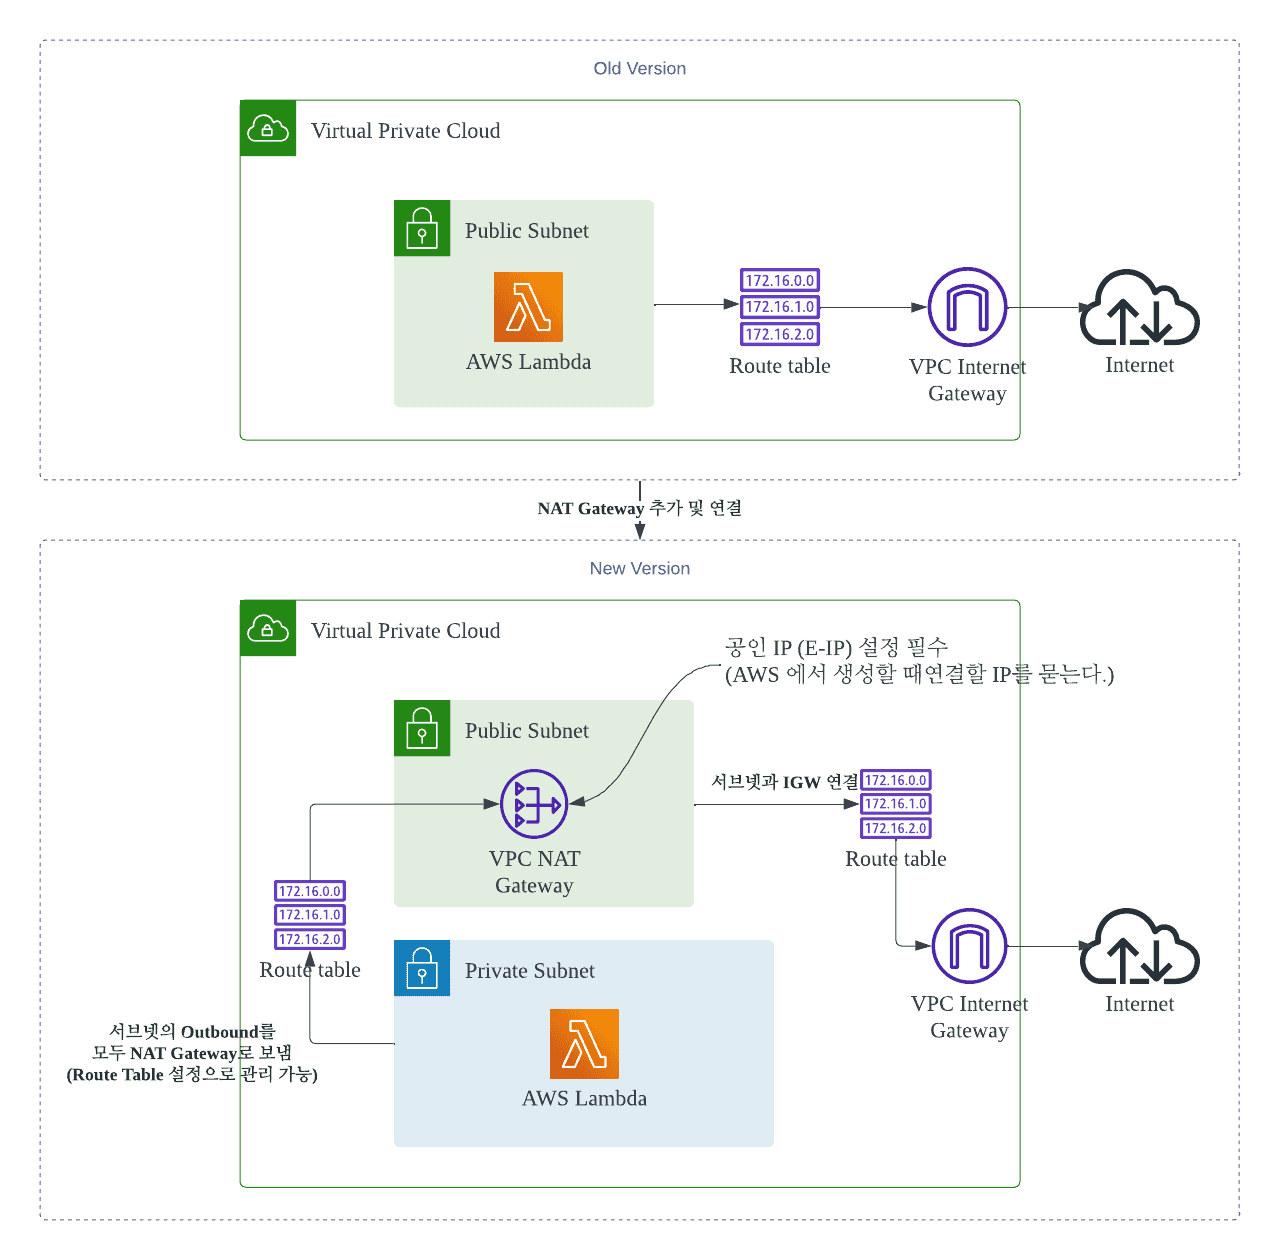 Old Version
Virtual Private Cloud
Public Subnet
AWS Lambda
172.16.0.0
172.16.1.0
172.16.2.0
Route table
VPC Internet
Gateway
Internet
NAT Gateway 추가 및 연결
New Version
Virtual Private Cloud
공인 IP (E-IP) 설정 필수
(AWS 에서 생성할 때연결할 IP를 묻는다.)
Public Subnet
VPC NAT
Gateway
서브넷과 IGW 연결
172.16.0.0
172.16.1.0
172.16.2.0
Route table
172.16.0.0
172.16.1.0
172.16.2.0
Route table
VPC Internet
Gateway
Internet
Private Subnet
AWS Lambda
서브넷의 Outbound를
모두 NAT Gateway로 보냄
(Route Table 설정으로 관리 가능)